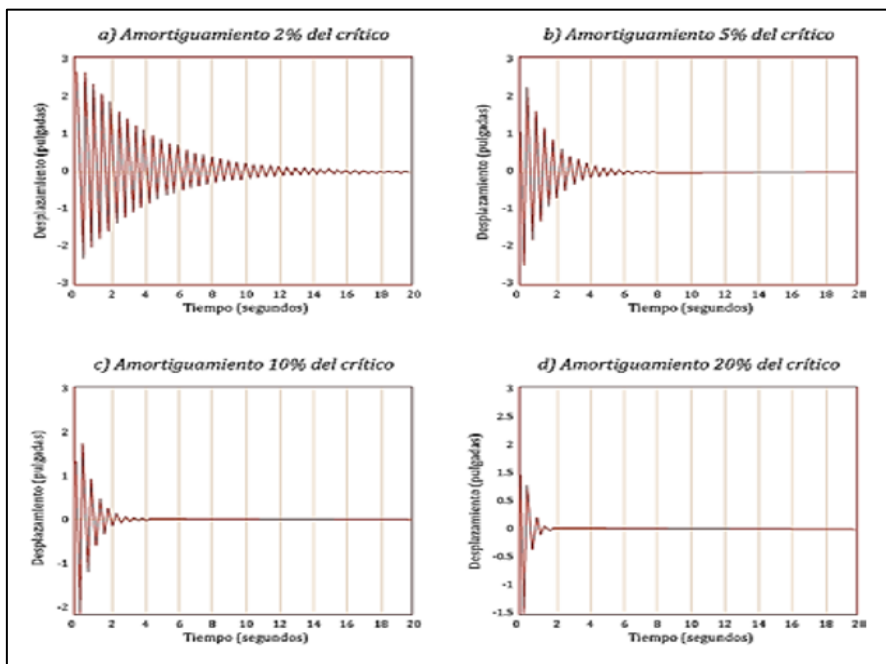 a) Amortiguamiento 2% del crítico
Desplazamiento (pulgadas)
3
2
1
0
-1
-2
-3
0 2 4 6 8 10 12 14 16 18 20
Tiempo (segundos)
b) Amortiguamiento 5% del crítico
Desplazamiento (pulgadas)
3
2
1
0
-1
-2
-3
0 2 4 6 8 10 12 14 16 18 20
Tiempo (segundos)
c) Amortiguamiento 10% del crítico
Desplazamiento (pulgadas)
3
2
1
0
-1
-2
0 2 4 6 8 10 12 14 16 18 20
Tiempo (segundos)
d) Amortiguamiento 20% del crítico
Desplazamiento (pulgadas)
3
2.5
2
1.5
1
0.5
0
-0.5
-1
-1.5
0 2 4 6 8 10 12 14 16 18 20
Tiempo (segundos)